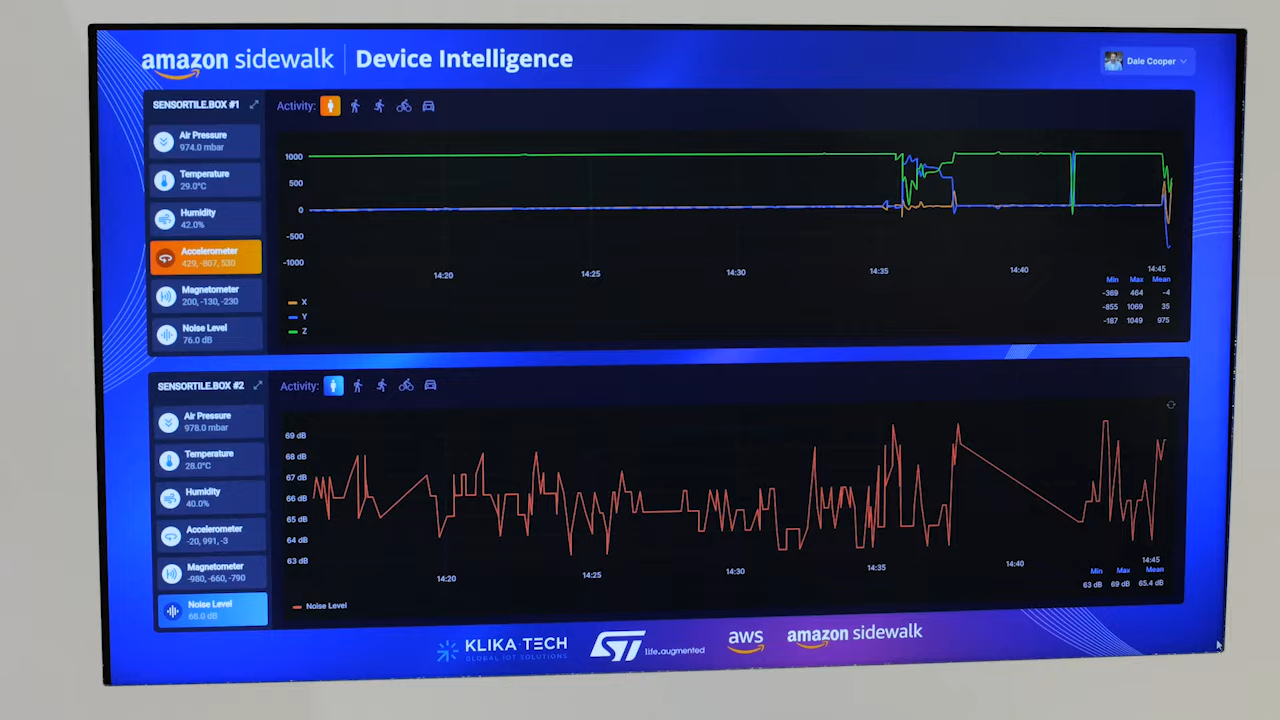 amazon sidewalk | Device Intelligence
Dale Cooper
SENSORTILE.BOX #1
Activity:
Air Pressure
974.0 mbar
Temperature
29.0°C
Humidity
42.0%
Accelerometer
429, -807, 530
Magnetometer
200, -130, -230
Noise Level
76.0 dB
1000
500
0
-500
-1000
14:20 14:25 14:30 14:35 14:40 14:45
X
Y
Z
Min Max Mean
-369 464 -4
-855 1069 35
-187 1049 975
SENSORTILE.BOX #2
Activity:
Air Pressure
978.0 mbar
Temperature
28.0°C
Humidity
40.0%
Accelerometer
-20, 991, -3
Magnetometer
-980, -660, -790
Noise Level
68.0 dB
69 dB
68 dB
67 dB
66 dB
65 dB
64 dB
63 dB
14:20 14:25 14:30 14:35 14:40 14:45
Noise Level
Min Max Mean
63 dB 69 dB 65.4 dB
KLIKA·TECH
GLOBAL IOT SOLUTIONS
ST life.augmented
aws
amazon sidewalk